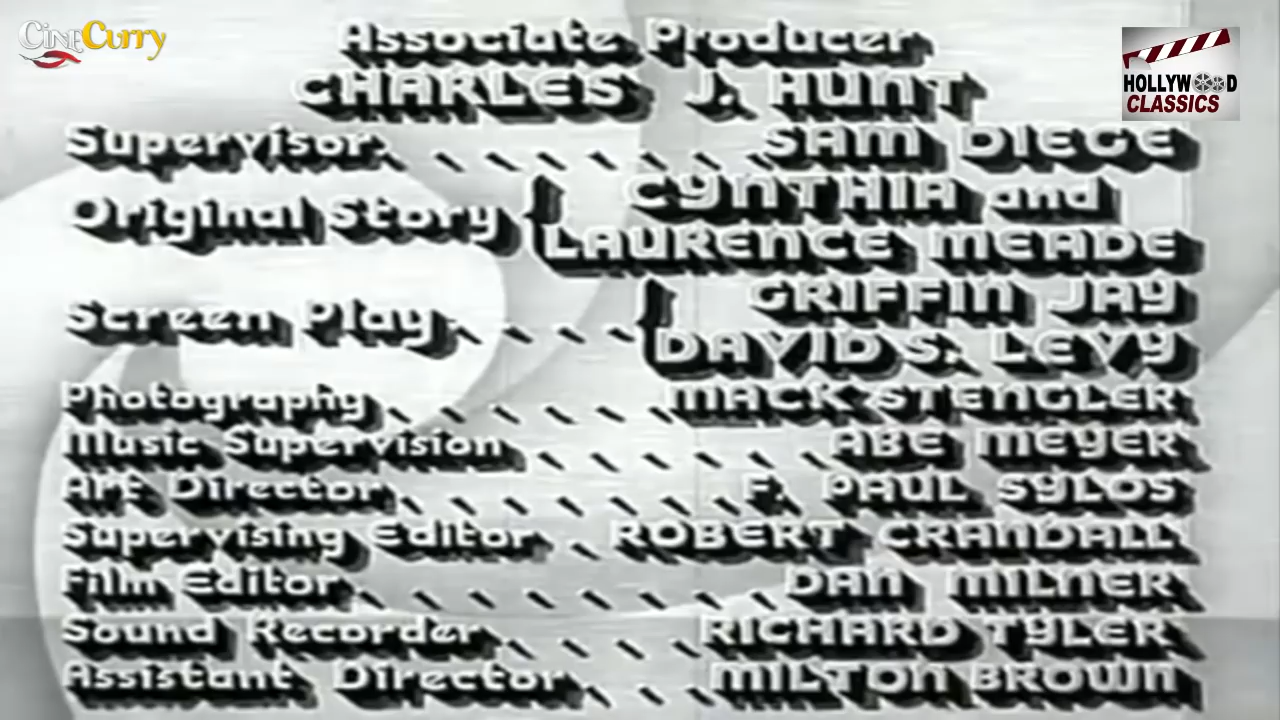 CineCurry
HOLLYWOOD
CLASSICS
Associate Producer
CHARLES J. HUNT
Supervisor........SAM DIEGE
Original Story { CYNTHIA and
LAURENCE MEADE
Screen Play....{ GRIFFIN JAY
DAVID S. LEVY
Photography......MACK STENGLER
Music Supervision......ABE MEYER
Art Director.......F. PAUL SYLOS
Supervising Editor..ROBERT CRANDALL
Film Editor........DAN MILNER
Sound Recorder....RICHARD TYLER
Assistant Director...MILTON BROWN